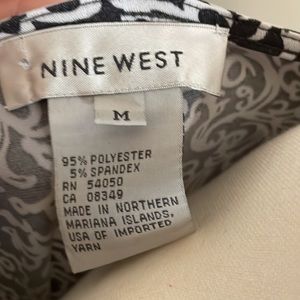 NINE WEST
M
95% POLYESTER
5% SPANDEX
RN 54050
CA 08349
MADE IN NORTHERN
MARIANA ISLANDS,
USA OF IMPORTED
YARN